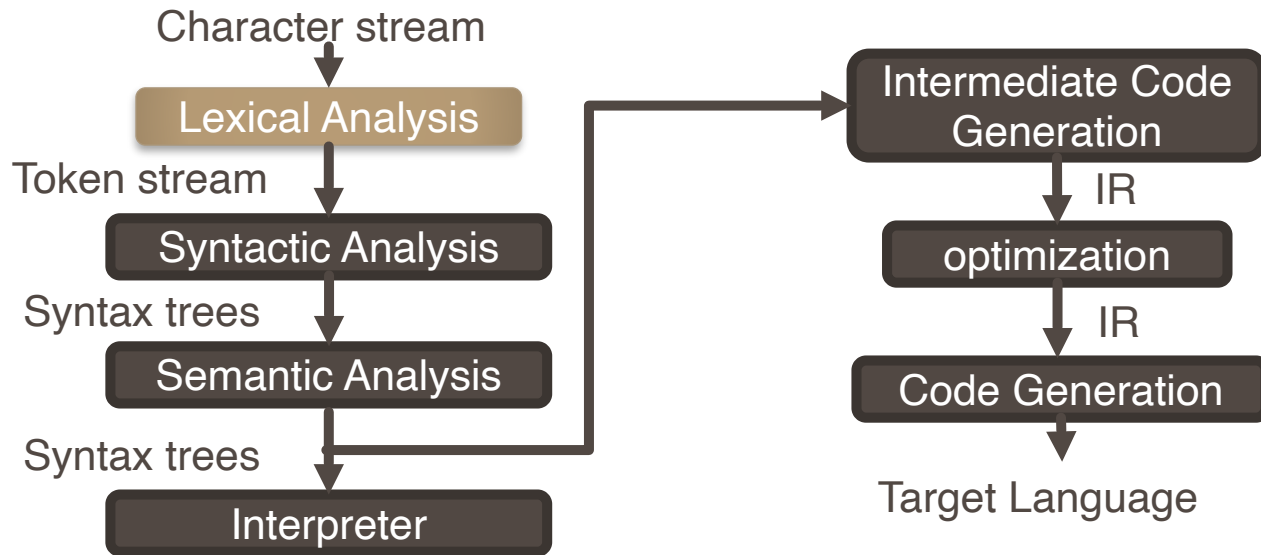 Character stream
Lexical Analysis
Token stream
Syntactic Analysis
Syntax trees
Semantic Analysis
Syntax trees
Interpreter
Intermediate Code
Generation
IR
optimization
IR
Code Generation
Target Language